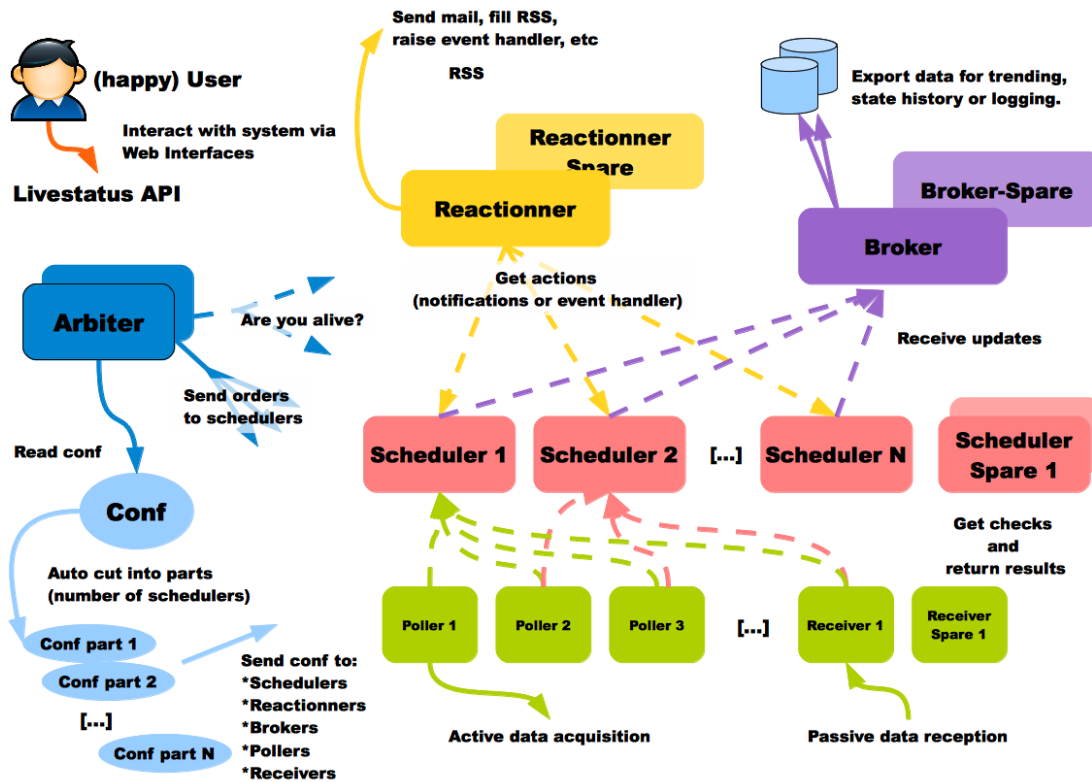 Send mail, fill RSS,
raise event handler, etc
RSS
(happy) User
Export data for trending,
state history or logging.
Interact with system via
Web Interfaces
Livestatus API
Reactionner
Spare
Reactionner
Broker-Spare
Broker
Get actions
(notifications or event handler)
Arbiter
Are you alive?
Receive updates
Send orders
to schedulers
Read conf
Scheduler 1
Scheduler 2
[...]
Scheduler N
Scheduler
Spare 1
Conf
Get checks
and
return results
Auto cut into parts
(number of schedulers)
Poller 1
Poller 2
Poller 3
[...]
Receiver 1
Receiver
Spare 1
Conf part 1
Conf part 2
[...]
Conf part N
Send conf to:
*Schedulers
*Reactionners
*Brokers
*Pollers
*Receivers
Active data acquisition
Passive data reception